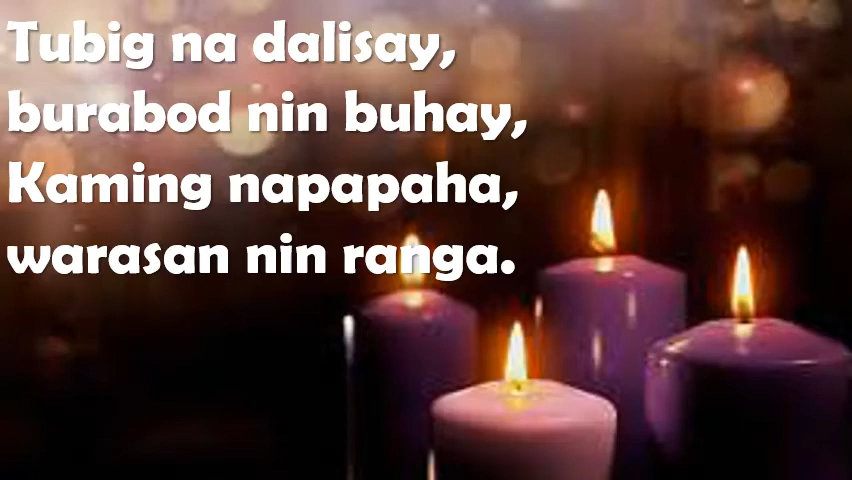 Tubig na dalisay,
burabod nin buhay,
Kaming napapaha,
warasan nin ranga.